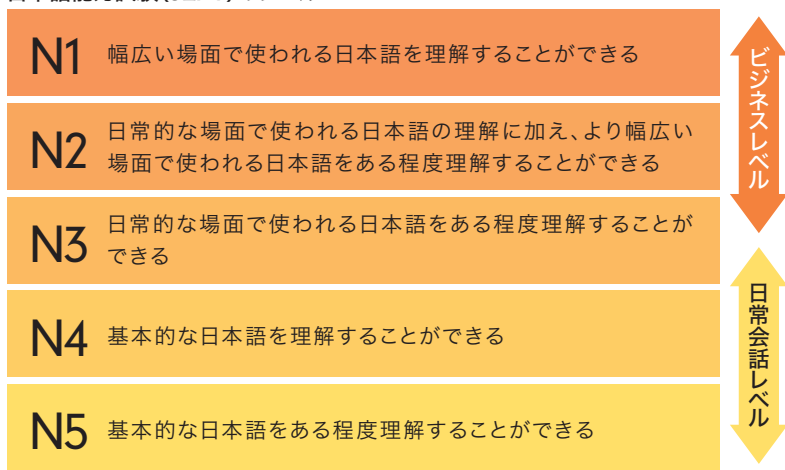 N1 幅広い場面で使われる日本語を理解することができる
N2 日常的な場面で使われる日本語の理解に加え、より幅広い
場面で使われる日本語をある程度理解することができる
N3 日常的な場面で使われる日本語をある程度理解することが
できる
N4 基本的な日本語を理解することができる
N5 基本的な日本語をある程度理解することができる
ビジネスレベル
日常会話レベル